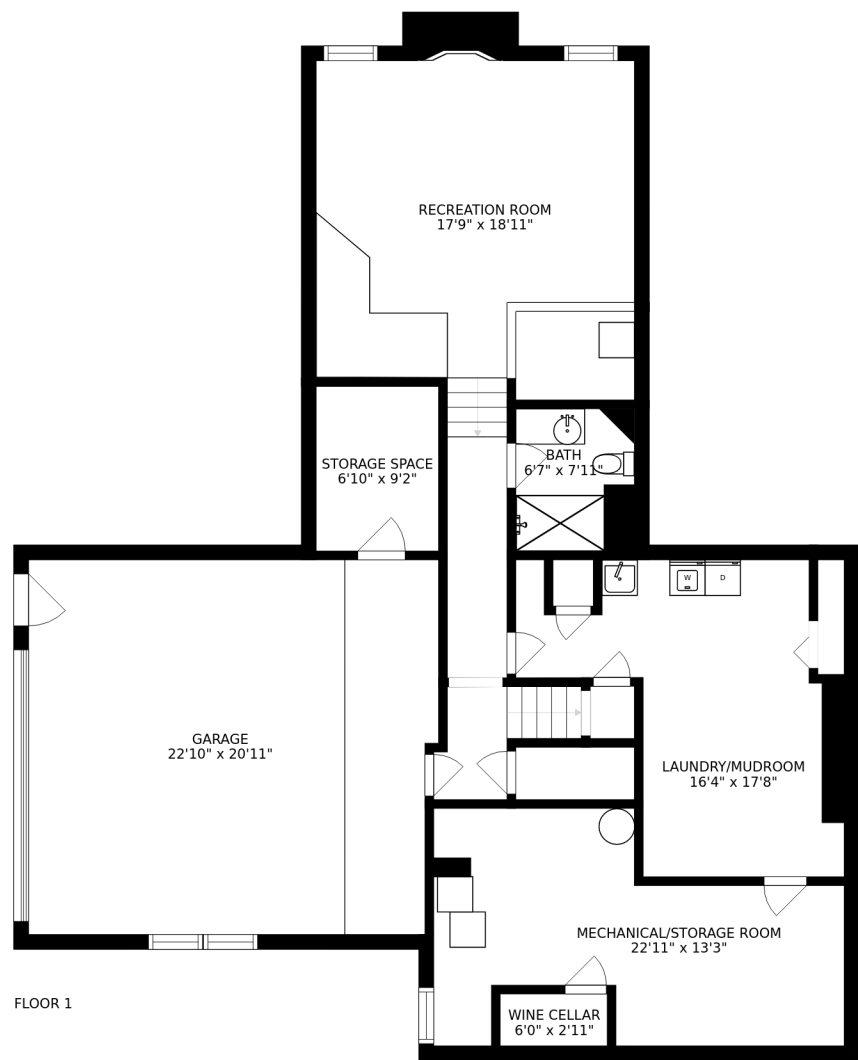 RECREATION ROOM
17'9" x 18'11"
STORAGE SPACE
6'10" x 9'2"
BATH
6'7" x 7'11"
W
D
GARAGE
22'10" x 20'11"
LAUNDRY/MUDROOM
16'4" x 17'8"
MECHANICAL/STORAGE ROOM
22'11" x 13'3"
WINE CELLAR
6'0" x 2'11"
FLOOR 1